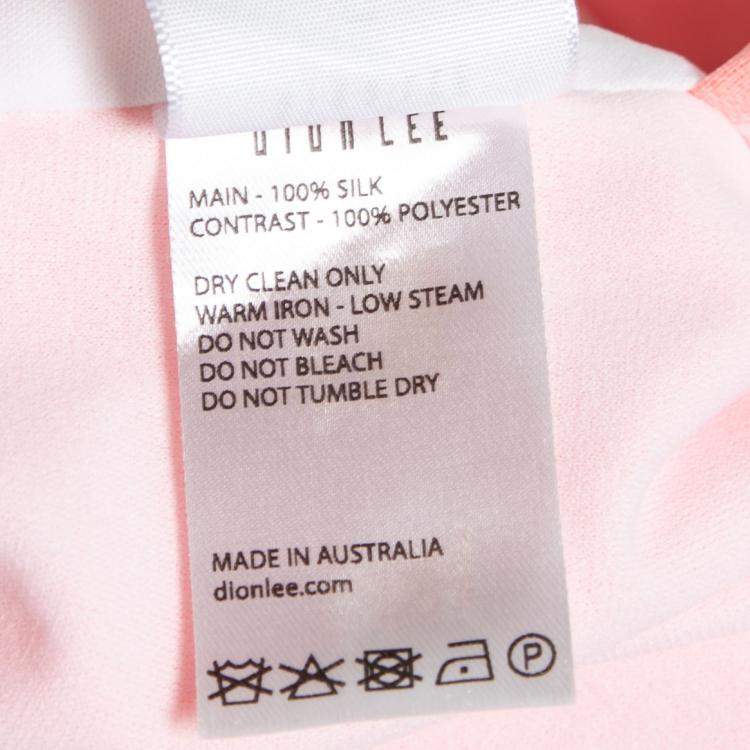 DION LEE
MAIN - 100% SILK
CONTRAST - 100% POLYESTER
DRY CLEAN ONLY
WARM IRON - LOW STEAM
DO NOT WASH
DO NOT BLEACH
DO NOT TUMBLE DRY
MADE IN AUSTRALIA
dionlee.com
P